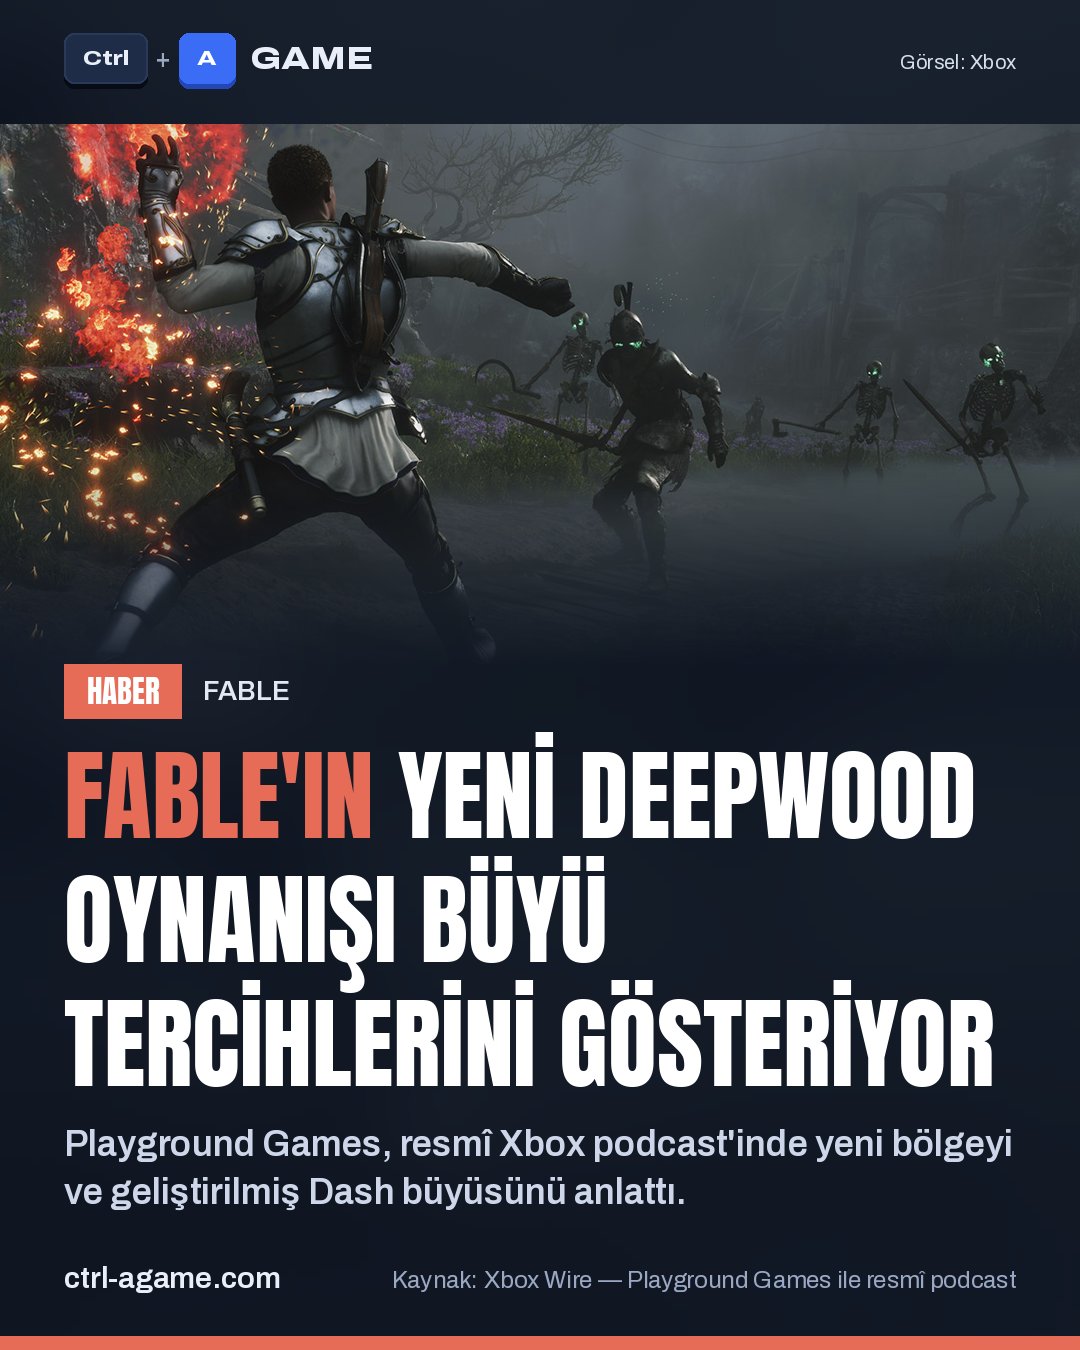 Ctrl + A GAME
Görsel: Xbox
HABER FABLE
FABLE'IN YENİ DEEPWOOD
OYNANIŞI BÜYÜ
TERCİHLERİNİ GÖSTERİYOR
Playground Games, resmî Xbox podcast'inde yeni bölgeyi
ve geliştirilmiş Dash büyüsünü anlattı.
ctrl-agame.com
Kaynak: Xbox Wire — Playground Games ile resmî podcast